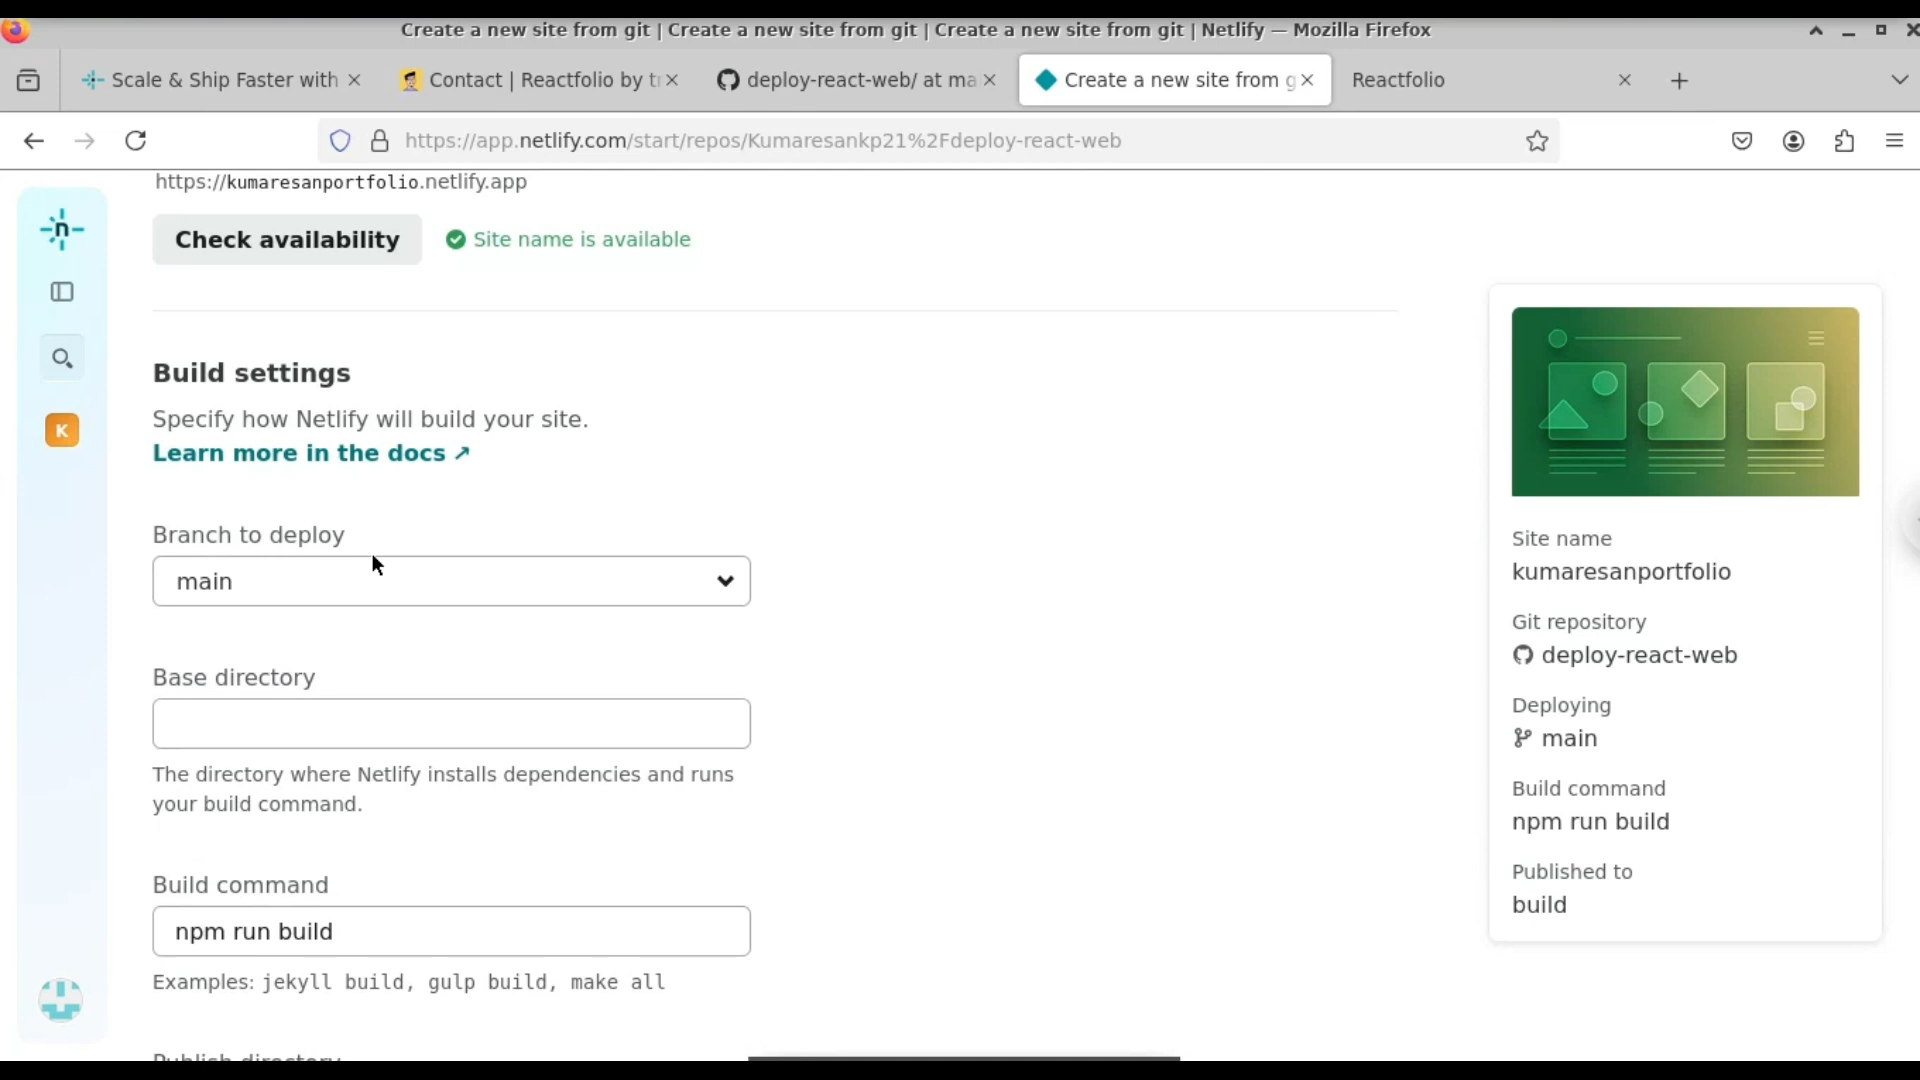 Create a new site from git | Create a new site from git | Create a new site from git | Netlify — Mozilla Firefox
Scale & Ship Faster with
Contact | Reactfolio by tr
deploy-react-web/ at ma
Create a new site from g
Reactfolio
https://app.netlify.com/start/repos/Kumaresankp21%2Fdeploy-react-web
https://kumaresanportfolio.netlify.app
Check availability
Site name is available
n
K
Build settings
Specify how Netlify will build your site.
Learn more in the docs ↗
Branch to deploy
main
Base directory
The directory where Netlify installs dependencies and runs
your build command.
Build command
npm run build
Examples: jekyll build, gulp build, make all
Publish directory
Site name
kumaresanportfolio
Git repository
deploy-react-web
Deploying
main
Build command
npm run build
Published to
build